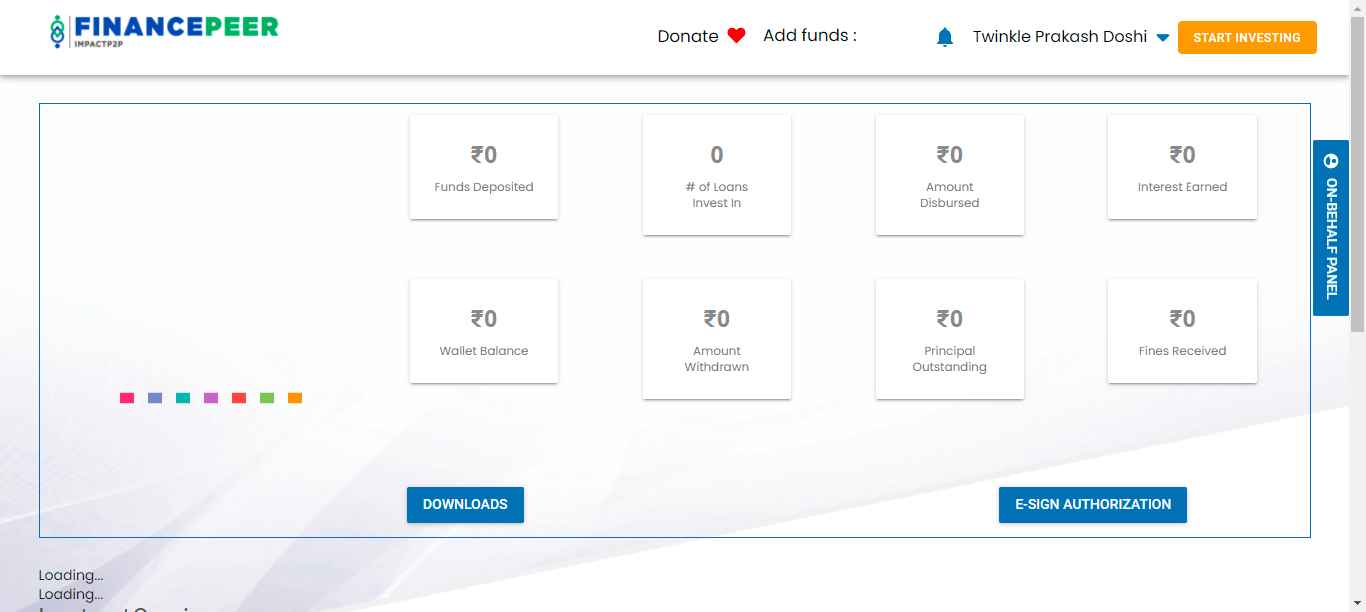 FINANCEPEER
IMPACTP2P
Donate Add funds :
Twinkle Prakash Doshi
START INVESTING
₹0
Funds Deposited
0
# of Loans
Invest In
₹0
Amount
Disbursed
₹0
Interest Earned
₹0
Wallet Balance
₹0
Amount
Withdrawn
₹0
Principal
Outstanding
₹0
Fines Received
ON-BEHALF PANEL
DOWNLOADS
E-SIGN AUTHORIZATION
Loading...
Loading...